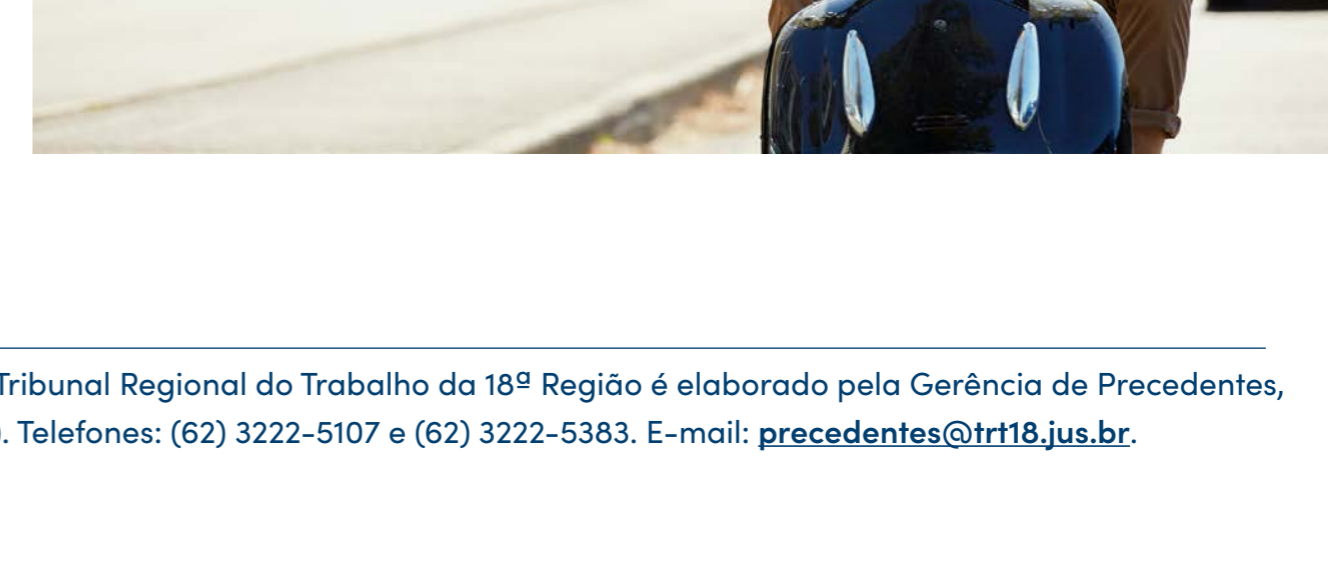 Tribunal Regional do Trabalho da 18ª Região é elaborado pela Gerência de Precedentes,
). Telefones: (62) 3222-5107 e (62) 3222-5383. E-mail: precedentes@trt18.jus.br.